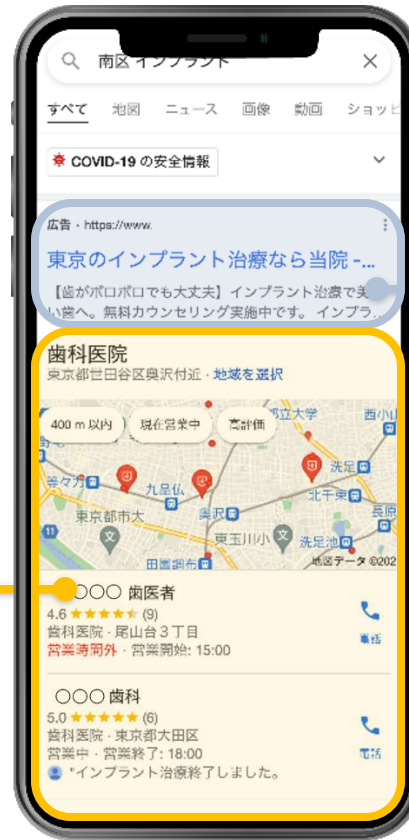 南区 インプラント
すべて 地図 ニュース 画像 動画 ショッピ
COVID-19 の安全情報
広告・https://www.
東京のインプラント治療なら当院 -...
【歯がボロボロでも大丈夫】インプラント治療で美
い歯へ。無料カウンセリング実施中です。 インプラ...
歯科医院
東京都世田谷区奥沢付近・地域を選択
400 m 以内 現在営業中 高評価
立大学
西小山
洗足
等々力
九品仏
北千束
長原
東京都市大
奥沢
東玉川小
洗足池
田園調布
地図データ ©202
○○○ 歯医者
4.6 ★★★★★ (9)
歯科医院・尾山台3丁目
営業時間外・営業開始: 15:00
電話
○○○ 歯科
5.0 ★★★★★ (6)
歯科医院・東京都大田区
営業中・営業終了: 18:00
電話
"インプラント治療終了しました。